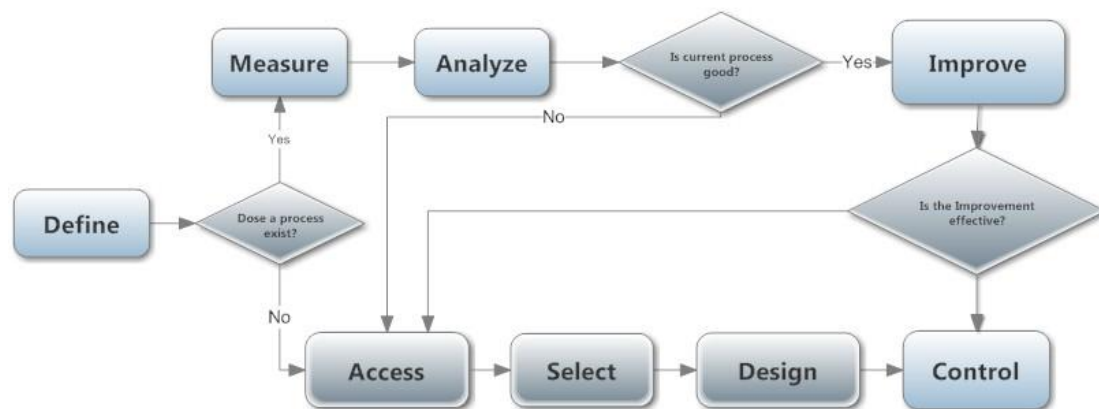 Measure
Analyze
Is current process
good?
Yes
Improve
No
Yes
Define
Dose a process
exist?
Is the Improvement
effective?
No
Access
Select
Design
Control